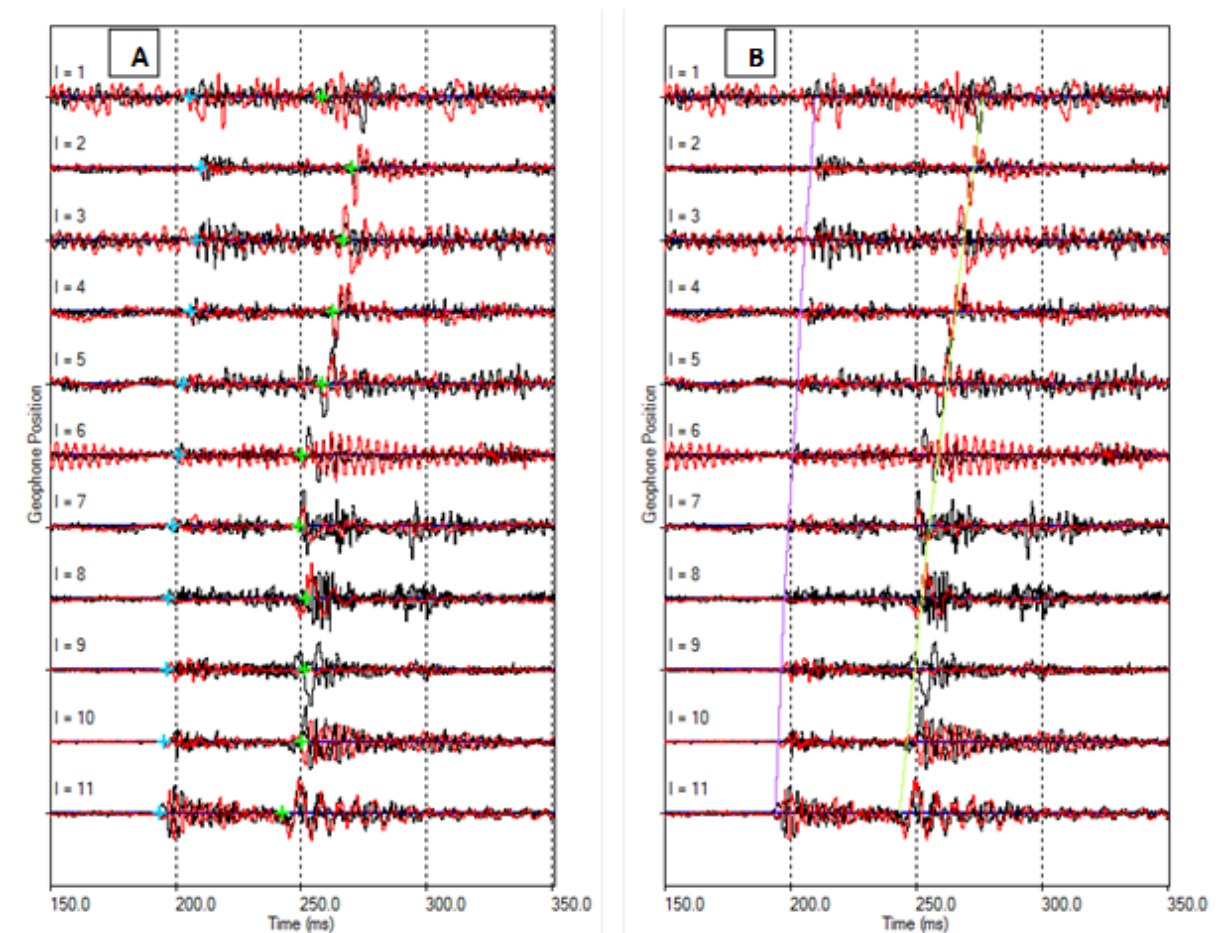 A
I = 1
I = 2
I = 3
I = 4
I = 5
I = 6
I = 7
I = 8
I = 9
I = 10
I = 11
Geophone Position
150.0 200.0 250.0 300.0 350.0
Time (ms)
B
I = 1
I = 2
I = 3
I = 4
I = 5
I = 6
I = 7
I = 8
I = 9
I = 10
I = 11
Geophone Position
150.0 200.0 250.0 300.0 350.0
Time (ms)